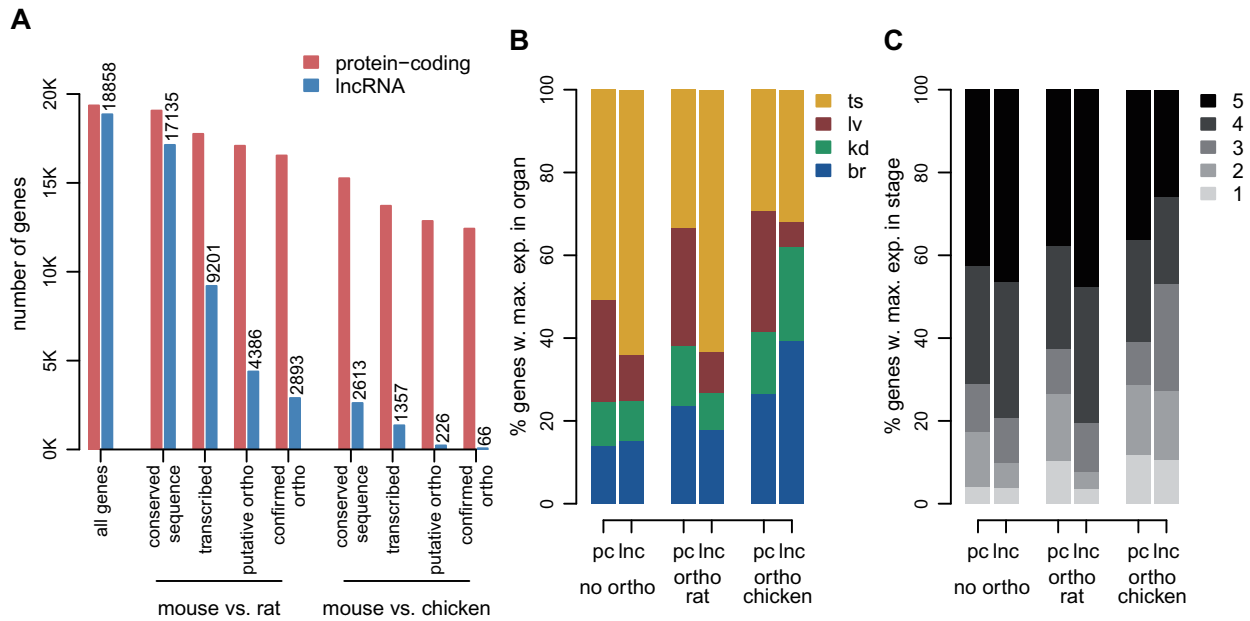 A
protein−coding
lncRNA
number of genes
0K
5K
10K
15K
20K
18858
17135
9201
4386
2893
2613
1357
226
66
all genes
conserved
sequence
transcribed
putative ortho
confirmed
ortho
conserved
sequence
transcribed
putative ortho
confirmed
ortho
mouse vs. rat
mouse vs. chicken
B
% genes w. max. exp. in organ
0
20
40
60
80
100
ts
lv
kd
br
pc lnc
pc lnc
pc lnc
no ortho
ortho
rat
ortho
chicken
C
% genes w. max. exp. in stage
0
20
40
60
80
100
5
4
3
2
1
pc lnc
pc lnc
pc lnc
no ortho
ortho
rat
ortho
chicken